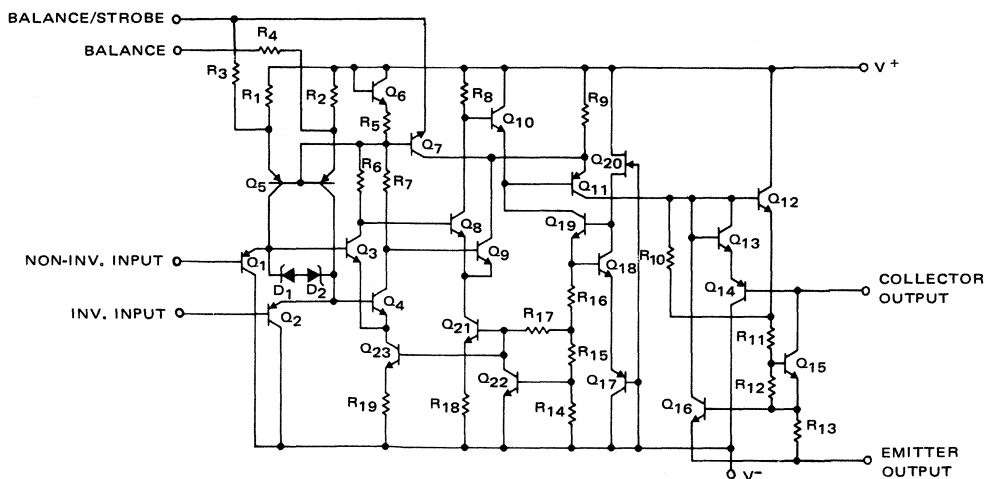 BALANCE/STROBE
BALANCE
R4
R3
R1
R2
Q6
R5
R8
Q10
R9
V+
Q7
R6
R7
Q20
Q5
Q11
Q12
Q8
Q19
Q3
Q9
Q18
R10
Q13
NON-INV. INPUT
Q1
D1
D2
Q14
COLLECTOR
OUTPUT
Q4
R16
INV. INPUT
Q2
Q21
R17
R11
Q23
R15
Q15
Q22
Q17
R12
Q16
R19
R18
R14
R13
EMITTER
OUTPUT
V-